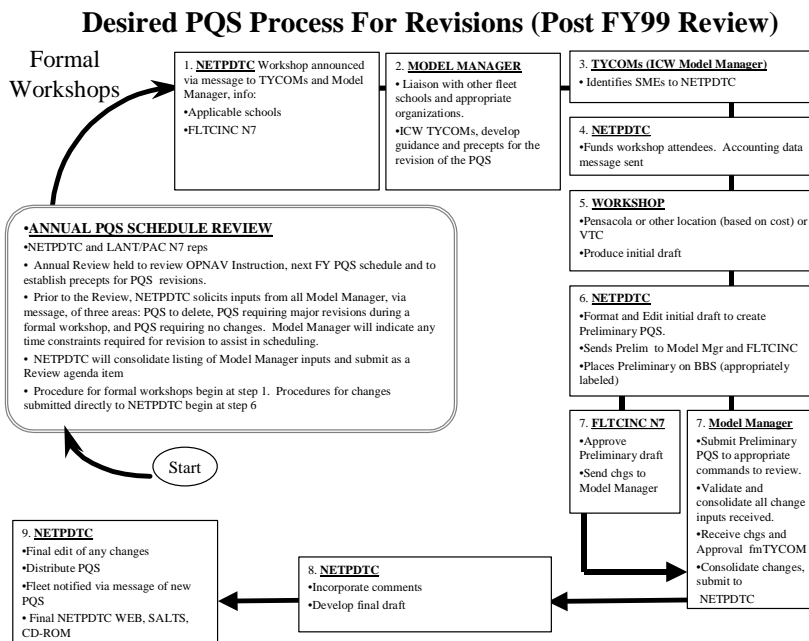 Desired PQS Process For Revisions (Post FY99 Review)
Formal
Workshops
1. NETPDTC Workshop announced
via message to TYCOMs and Model
Manager, info:
•Applicable schools
•FLTCINC N7
2. MODEL MANAGER
• Liaison with other fleet
schools and appropriate
organizations.
•ICW TYCOMs, develop
guidance and precepts for the
revision of the PQS
3. TYCOMs (ICW Model Manager)
• Identifies SMEs to NETPDTC
4. NETPDTC
•Funds workshop attendees.  Accounting data
message sent
5. WORKSHOP
•Pensacola or other location (based on cost) or
VTC
•Produce initial draft
6. NETPDTC
•Format and Edit initial draft to create
Preliminary PQS.
•Sends Prelim  to Model Mgr and FLTCINC
•Places Preliminary on BBS (appropriately
labeled)
•ANNUAL PQS SCHEDULE REVIEW
•NETPDTC and LANT/PAC N7 reps
•  Annual Review held to review OPNAV Instruction, next FY PQS schedule and to
establish precepts for PQS  revisions.
•  Prior to the Review, NETPDTC solicits inputs from all Model Manager, via
message, of three areas: PQS to delete, PQS requiring major revisions during a
formal workshop, and PQS requiring no changes.  Model Manager will indicate any
time constraints required for revision to assist in scheduling.
•  NETPDTC will consolidate listing of Model Manager inputs and submit as a
Review agenda item
•  Procedure for formal workshops begin at step 1.  Procedures for changes
submitted directly to NETPDTC begin at step 6
Start
7. FLTCINC N7
•Approve
Preliminary draft
•Send chgs to
Model Manager
7. Model Manager
•Submit Preliminary
PQS to appropriate
commands to review.
•Validate and
consolidate all change
inputs received.
•Receive chgs and
Approval  fmTYCOM
•Consolidate changes,
submit to
NETPDTC
8. NETPDTC
•Incorporate comments
•Develop final draft
9. NETPDTC
•Final edit of any changes
•Distribute PQS
•Fleet notified via message of new
PQS
• Final NETPDTC WEB, SALTS,
CD-ROM